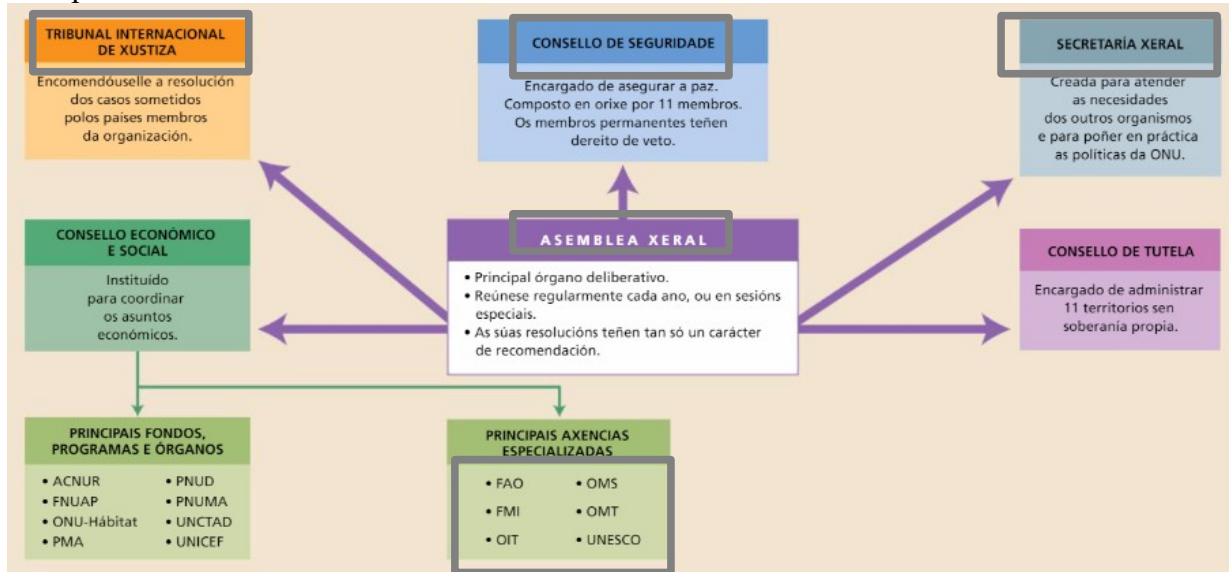 TRIBUNAL INTERNACIONAL
DE XUSTIZA
Encomendóuselle a resolución
dos casos sometidos
polos países membros
da organización.
CONSELLO DE SEGURIDADE
Encargado de asegurar a paz.
Composto en orixe por 11 membros.
Os membros permanentes teñen
dereito de veto.
SECRETARÍA XERAL
Creada para atender
as necesidades
dos outros organismos
e para poñer en práctica
as políticas da ONU.
CONSELLO ECONÓMICO
E SOCIAL
Instituído
para coordinar
os asuntos
económicos.
ASEMBLEA XERAL
• Principal órgano deliberativo.
• Reúnese regularmente cada ano, ou en sesións
especiais.
• As súas resolucións teñen tan só un carácter
de recomendación.
CONSELLO DE TUTELA
Encargado de administrar
11 territorios sen
soberanía propia.
PRINCIPAIS FONDOS,
PROGRAMAS E ÓRGANOS
• ACNUR
• FNUAP
• ONU-Hábitat
• PMA
• PNUD
• PNUMA
• UNCTAD
• UNICEF
PRINCIPAIS AXENCIAS
ESPECIALIZADAS
• FAO
• FMI
• OIT
• OMS
• OMT
• UNESCO